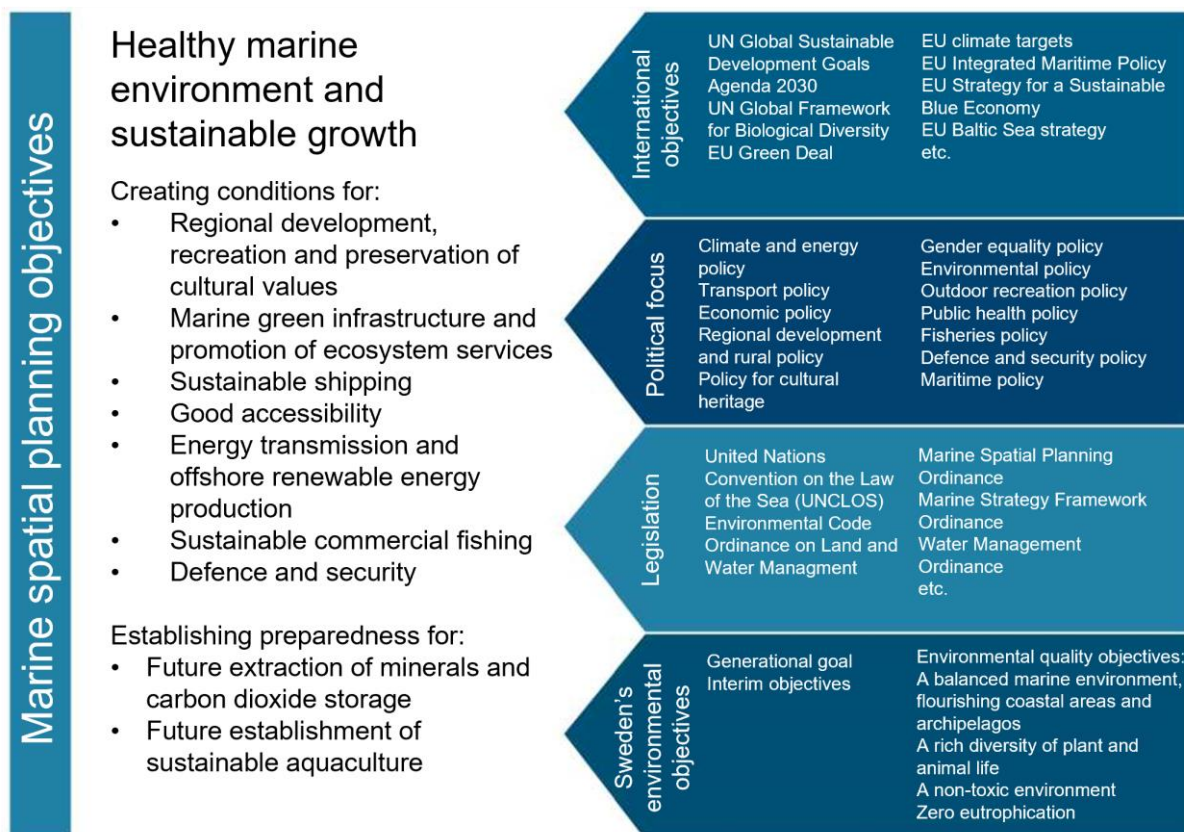 Marine spatial planning objectives
Healthy marine
environment and
sustainable growth
Creating conditions for:
• Regional development,
recreation and preservation of
cultural values
• Marine green infrastructure and
promotion of ecosystem services
• Sustainable shipping
• Good accessibility
• Energy transmission and
offshore renewable energy
production
• Sustainable commercial fishing
• Defence and security
Establishing preparedness for:
• Future extraction of minerals and
carbon dioxide storage
• Future establishment of
sustainable aquaculture
International
objectives
UN Global Sustainable
Development Goals
Agenda 2030
UN Global Framework
for Biological Diversity
EU Green Deal
EU climate targets
EU Integrated Maritime Policy
EU Strategy for a Sustainable
Blue Economy
EU Baltic Sea strategy
etc.
Political focus
Climate and energy
policy
Transport policy
Economic policy
Regional development
and rural policy
Policy for cultural
heritage
Gender equality policy
Environmental policy
Outdoor recreation policy
Public health policy
Fisheries policy
Defence and security policy
Maritime policy
Legislation
United Nations
Convention on the Law
of the Sea (UNCLOS)
Environmental Code
Ordinance on Land and
Water Managment
Marine Spatial Planning
Ordinance
Marine Strategy Framework
Ordinance
Water Management
Ordinance
etc.
Sweden's
environmental
objectives
Generational goal
Interim objectives
Environmental quality objectives:
A balanced marine environment,
flourishing coastal areas and
archipelagos
A rich diversity of plant and
animal life
A non-toxic environment
Zero eutrophication